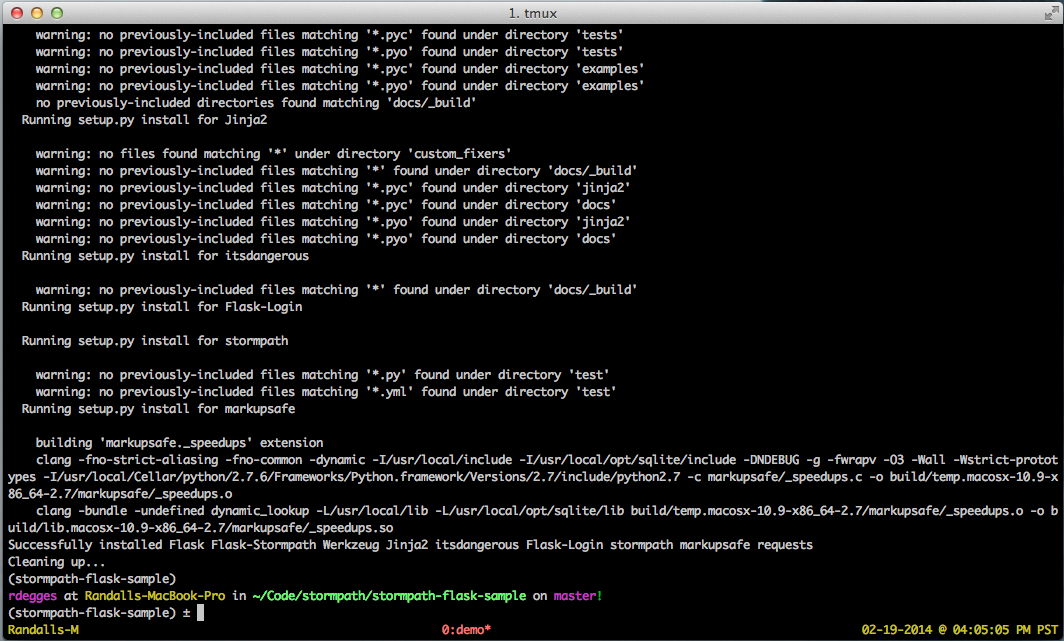 1. tmux
warning: no previously-included files matching '*.pyc' found under directory 'tests'
warning: no previously-included files matching '*.pyo' found under directory 'tests'
warning: no previously-included files matching '*.pyc' found under directory 'examples'
warning: no previously-included files matching '*.pyo' found under directory 'examples'
no previously-included directories found matching 'docs/_build'
Running setup.py install for Jinja2
warning: no files found matching '*' under directory 'custom_fixers'
warning: no previously-included files matching '*' found under directory 'docs/_build'
warning: no previously-included files matching '*.pyc' found under directory 'jinja2'
warning: no previously-included files matching '*.pyc' found under directory 'docs'
warning: no previously-included files matching '*.pyo' found under directory 'jinja2'
warning: no previously-included files matching '*.pyo' found under directory 'docs'
Running setup.py install for itsdangerous
warning: no previously-included files matching '*' found under directory 'docs/_build'
Running setup.py install for Flask-Login
Running setup.py install for stormpath
warning: no previously-included files matching '*.py' found under directory 'test'
warning: no previously-included files matching '*.yml' found under directory 'test'
Running setup.py install for markupsafe
building 'markupsafe._speedups' extension
clang -fno-strict-aliasing -fno-common -dynamic -I/usr/local/include -I/usr/local/opt/sqlite/include -DNDEBUG -g -fwrapv -O3 -Wall -Wstrict-protot
ypes -I/usr/local/Cellar/python/2.7.6/Frameworks/Python.framework/Versions/2.7/include/python2.7 -c markupsafe/_speedups.c -o build/temp.macosx-10.9-x
86_64-2.7/markupsafe/_speedups.o
clang -bundle -undefined dynamic_lookup -L/usr/local/lib -L/usr/local/opt/sqlite/lib build/temp.macosx-10.9-x86_64-2.7/markupsafe/_speedups.o -o b
uild/lib.macosx-10.9-x86_64-2.7/markupsafe/_speedups.so
Successfully installed Flask Flask-Stormpath Werkzeug Jinja2 itsdangerous Flask-Login stormpath markupsafe requests
Cleaning up...
(stormpath-flask-sample)
rdegges at Randalls-MacBook-Pro in ~/Code/stormpath/stormpath-flask-sample on master!
(stormpath-flask-sample) ±
Randalls-M 0:demo* 02-19-2014 @ 04:05:05 PM PST